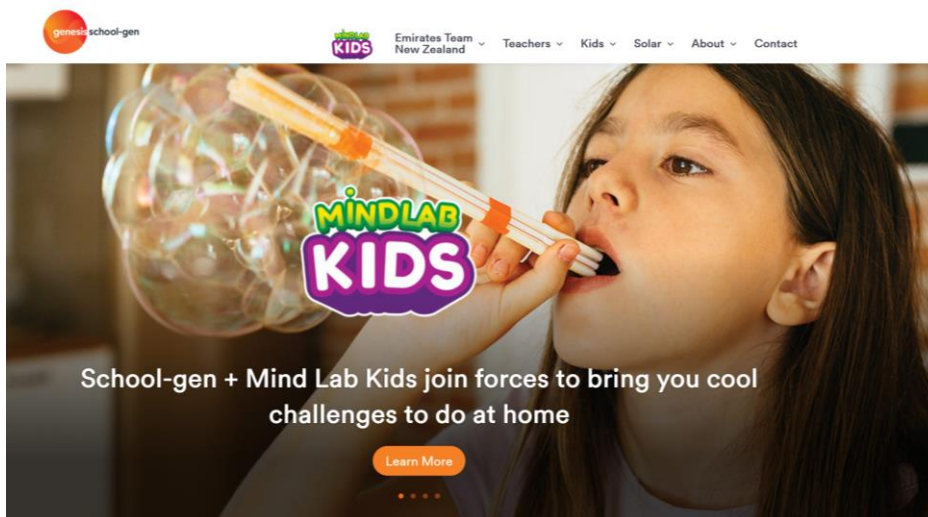 genesis school-gen
MINDLAB
KIDS
Emirates Team
New Zealand
Teachers
Kids
Solar
About
Contact
MINDLAB
KIDS
School-gen + Mind Lab Kids join forces to bring you cool
challenges to do at home
Learn More